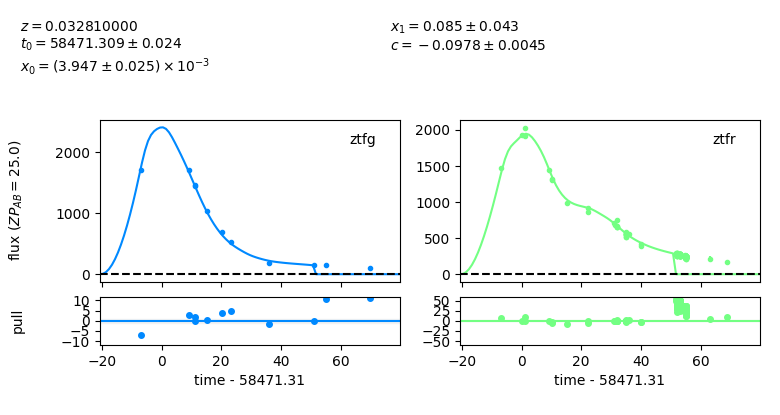 z = 0.032810000
t₀ = 58471.309 ± 0.024
x₀ = (3.947 ± 0.025) × 10⁻³
x₁ = 0.085 ± 0.043
c = −0.0978 ± 0.0045
flux (ZP_AB = 25.0)
ztfg
2000
1000
0
ztfr
2000
1500
1000
500
0
pull
10
5
0
−5
−10
−20 0 20 40 60
time - 58471.31
50
25
0
−25
−50
−20 0 20 40 60
time - 58471.31